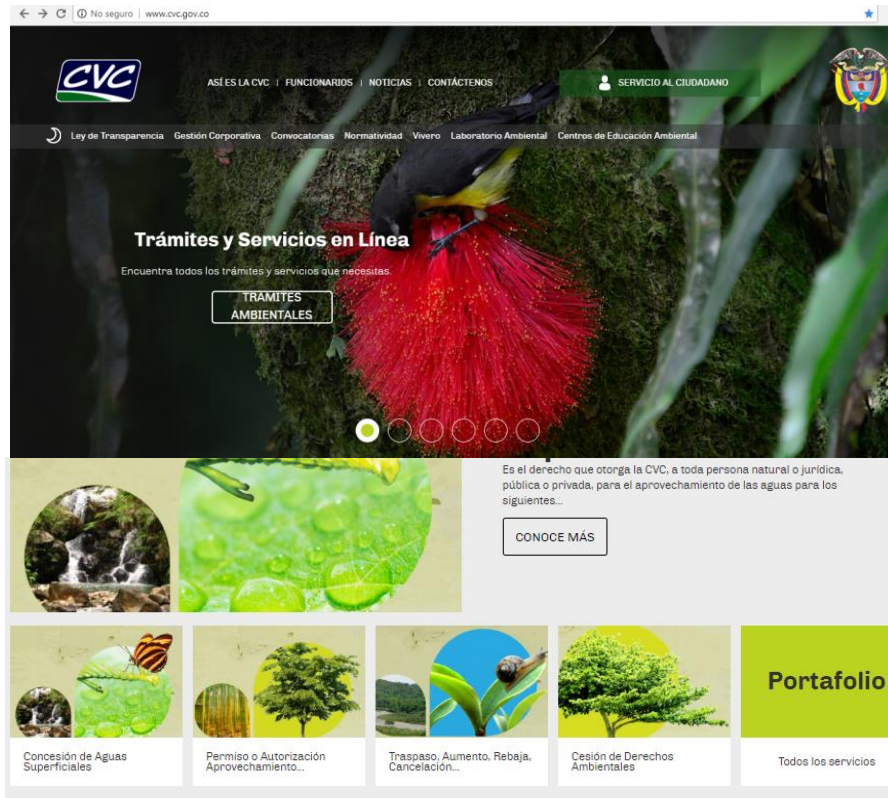 No seguro | www.cvc.gov.co
CVC
ASÍ ES LA CVC | FUNCIONARIOS | NOTICIAS | CONTÁCTENOS
SERVICIO AL CIUDADANO
Ley de Transparencia Gestión Corporativa Convocatorias Normatividad Vivero Laboratorio Ambiental Centros de Educación Ambiental
Trámites y Servicios en Línea
Encuentra todos los trámites y servicios que necesitas.
TRÁMITES
AMBIENTALES
Es el derecho que otorga la CVC, a toda persona natural o jurídica,
pública o privada, para el aprovechamiento de las aguas para los
siguientes...
CONOCE MÁS
Concesión de Aguas
Superficiales
Permiso o Autorización
Aprovechamiento...
Traspaso, Aumento, Rebaja,
Cancelación...
Cesión de Derechos
Ambientales
Portafolio
Todos los servicios